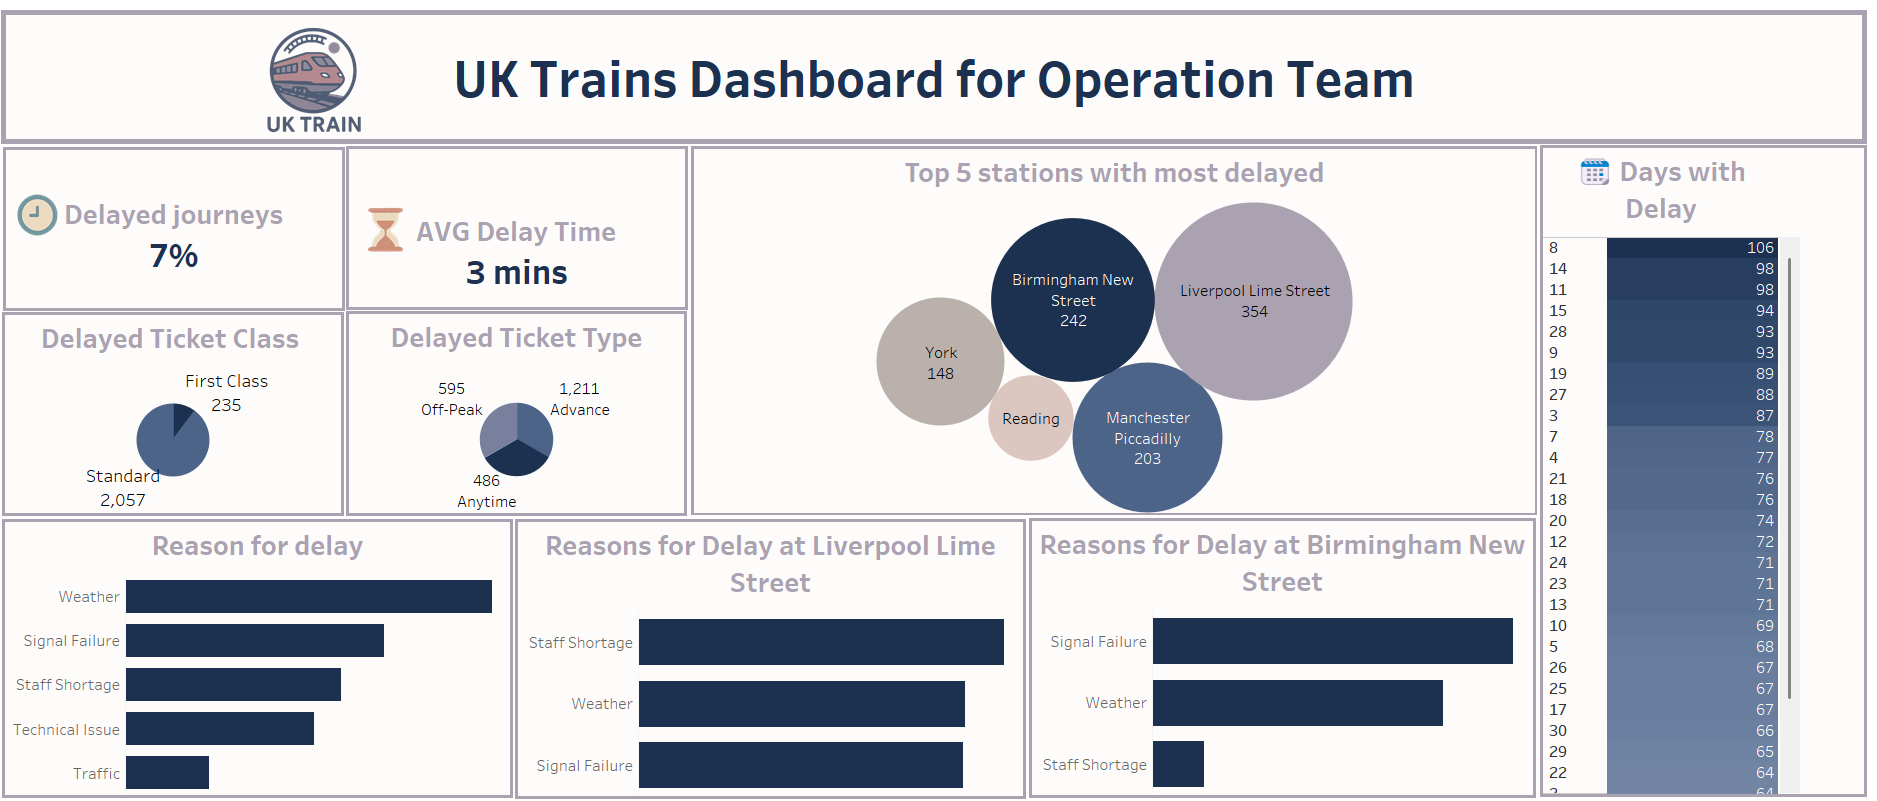 UK TRAIN
UK Trains Dashboard for Operation Team
Delayed journeys
7%
AVG Delay Time
3 mins
Top 5 stations with most delayed
Birmingham New
Street
242
Liverpool Lime Street
354
York
148
Reading
Manchester
Piccadilly
203
Days with
Delay
8 106
14 98
11 98
15 94
28 93
9 93
19 89
27 88
3 87
7 78
4 77
21 76
18 76
20 74
12 72
24 71
23 71
13 71
10 69
5 68
26 67
25 67
17 67
30 66
29 65
22 64
Delayed Ticket Class
First Class
235
Standard
2,057
Delayed Ticket Type
595
Off-Peak
1,211
Advance
486
Anytime
Reason for delay
Weather
Signal Failure
Staff Shortage
Technical Issue
Traffic
Reasons for Delay at Liverpool Lime
Street
Staff Shortage
Weather
Signal Failure
Reasons for Delay at Birmingham New
Street
Signal Failure
Weather
Staff Shortage